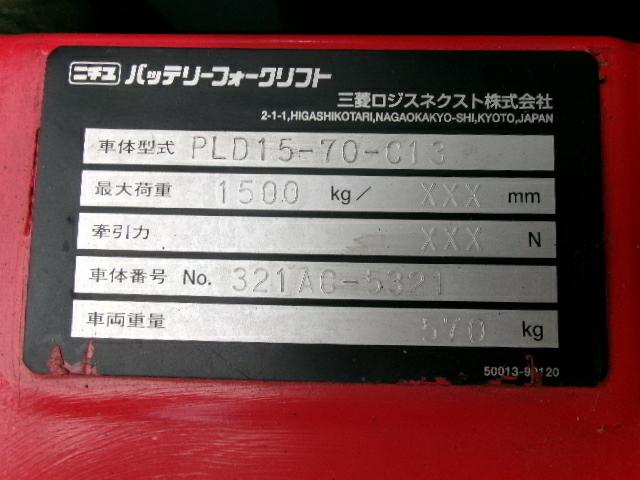 ニチユ バッテリーフォークリフト
三菱ロジスネクスト株式会社
2-1-1,HIGASHIKOTARI,NAGAOKAKYO-SHI,KYOTO,JAPAN
車体型式 PLD15-70-C13
最大荷重 1500 kg/ XXX mm
牽引力 XXX N
車体番号 No. 321AC-5321
車両重量 570 kg